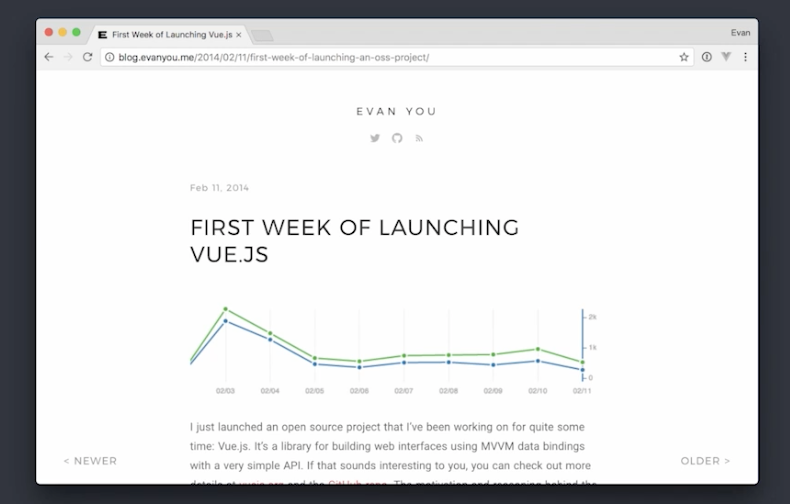 First Week of Launching Vue.js
Evan
blog.evanyou.me/2014/02/11/first-week-of-launching-an-oss-project/
EVAN YOU
Feb 11, 2014
FIRST WEEK OF LAUNCHING
VUE.JS
2k
1k
0
02/03 02/04 02/05 02/06 02/07 02/08 02/09 02/10 02/11
I just launched an open source project that I've been working on for quite some
time: Vue.js. It's a library for building web interfaces using MVVM data bindings
with a very simple API. If that sounds interesting to you, you can check out more
< NEWER
OLDER >
details at vuejs.org and the GitHub repo. The motivation and reasoning behind the